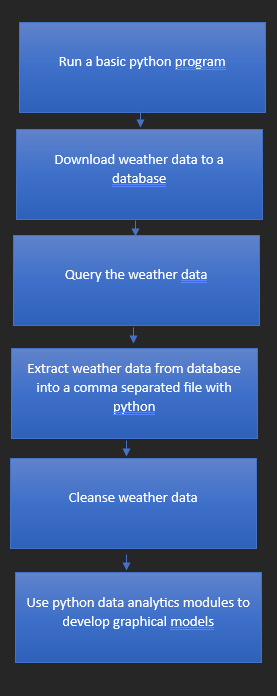 Run a basic python program
Download weather data to a
database
Query the weather data
Extract weather data from database
into a comma separated file with
python
Cleanse weather data
Use python data analytics modules to
develop graphical models